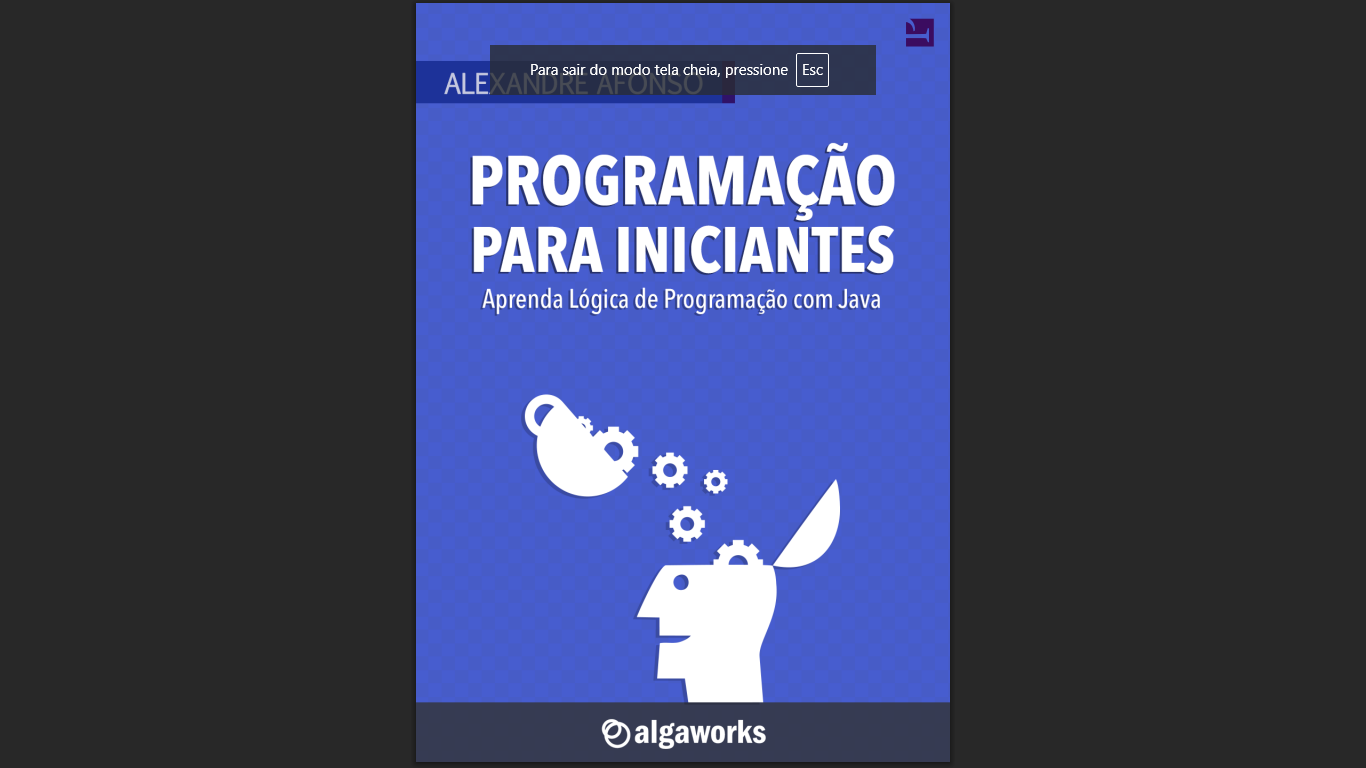 Para sair do modo tela cheia, pressione Esc
ALEXANDRE AFONSO
PROGRAMAÇÃO
PARA INICIANTES
Aprenda Lógica de Programação com Java
algaworks